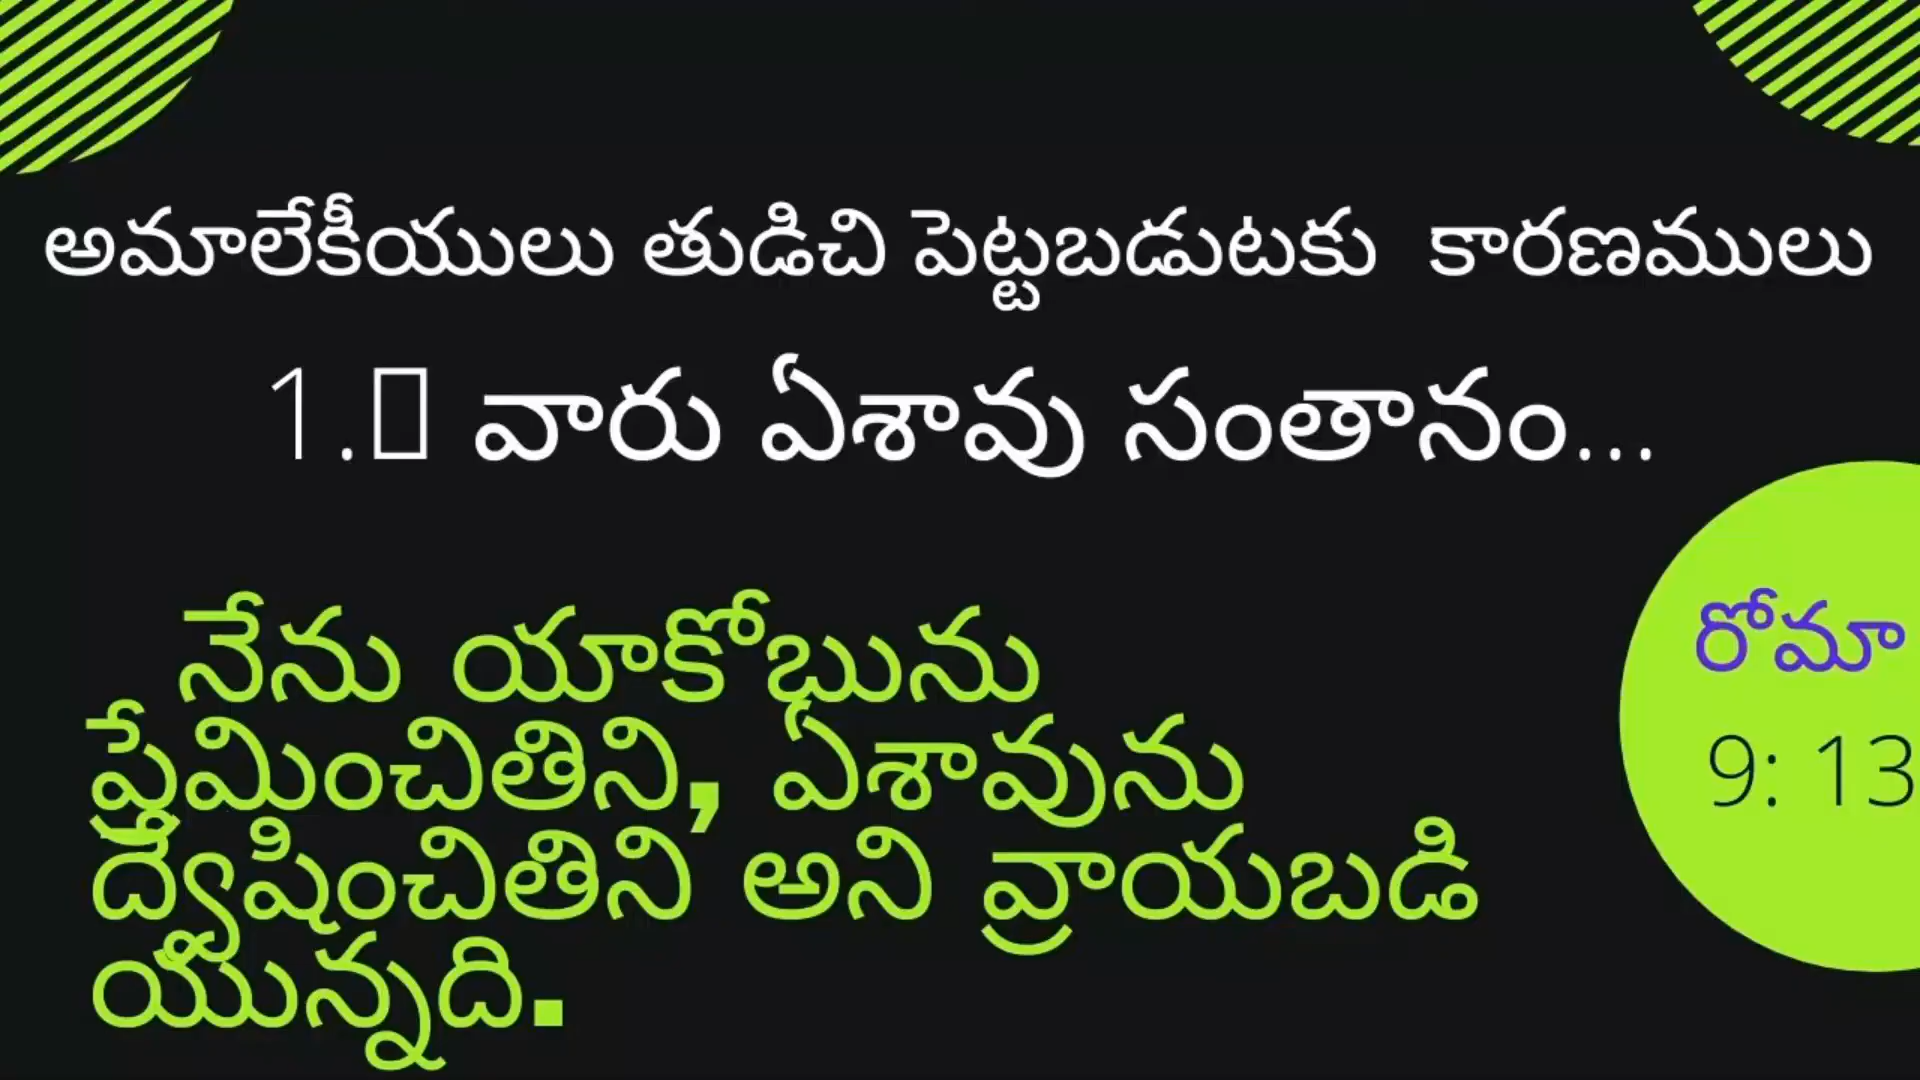 అమాలేకీయులు తుడిచి పెట్టబడుటకు కారణములు
1. వారు ఏశావు సంతానం...
నేను యాకోభును
ప్రేమించితిని, ఏశావును
ద్వేషించితిని అని వ్రాయబడి
యున్నది.
రోమా
9: 13